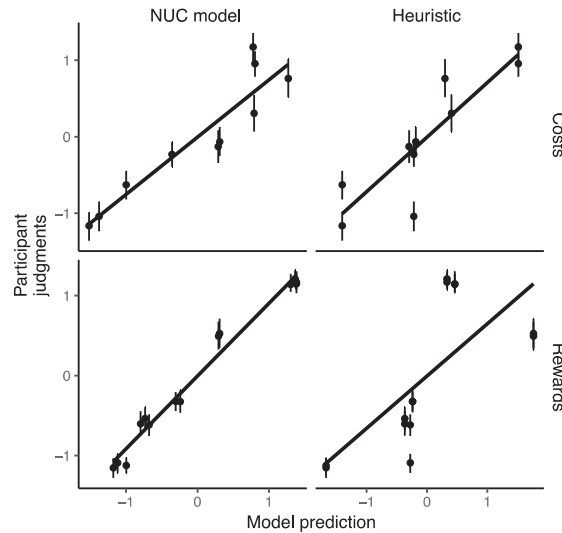 NUC model
Heuristic
1
0
−1
Costs
Participant
judgments
1
0
−1
Rewards
−1
0
1
−1
0
1
Model prediction